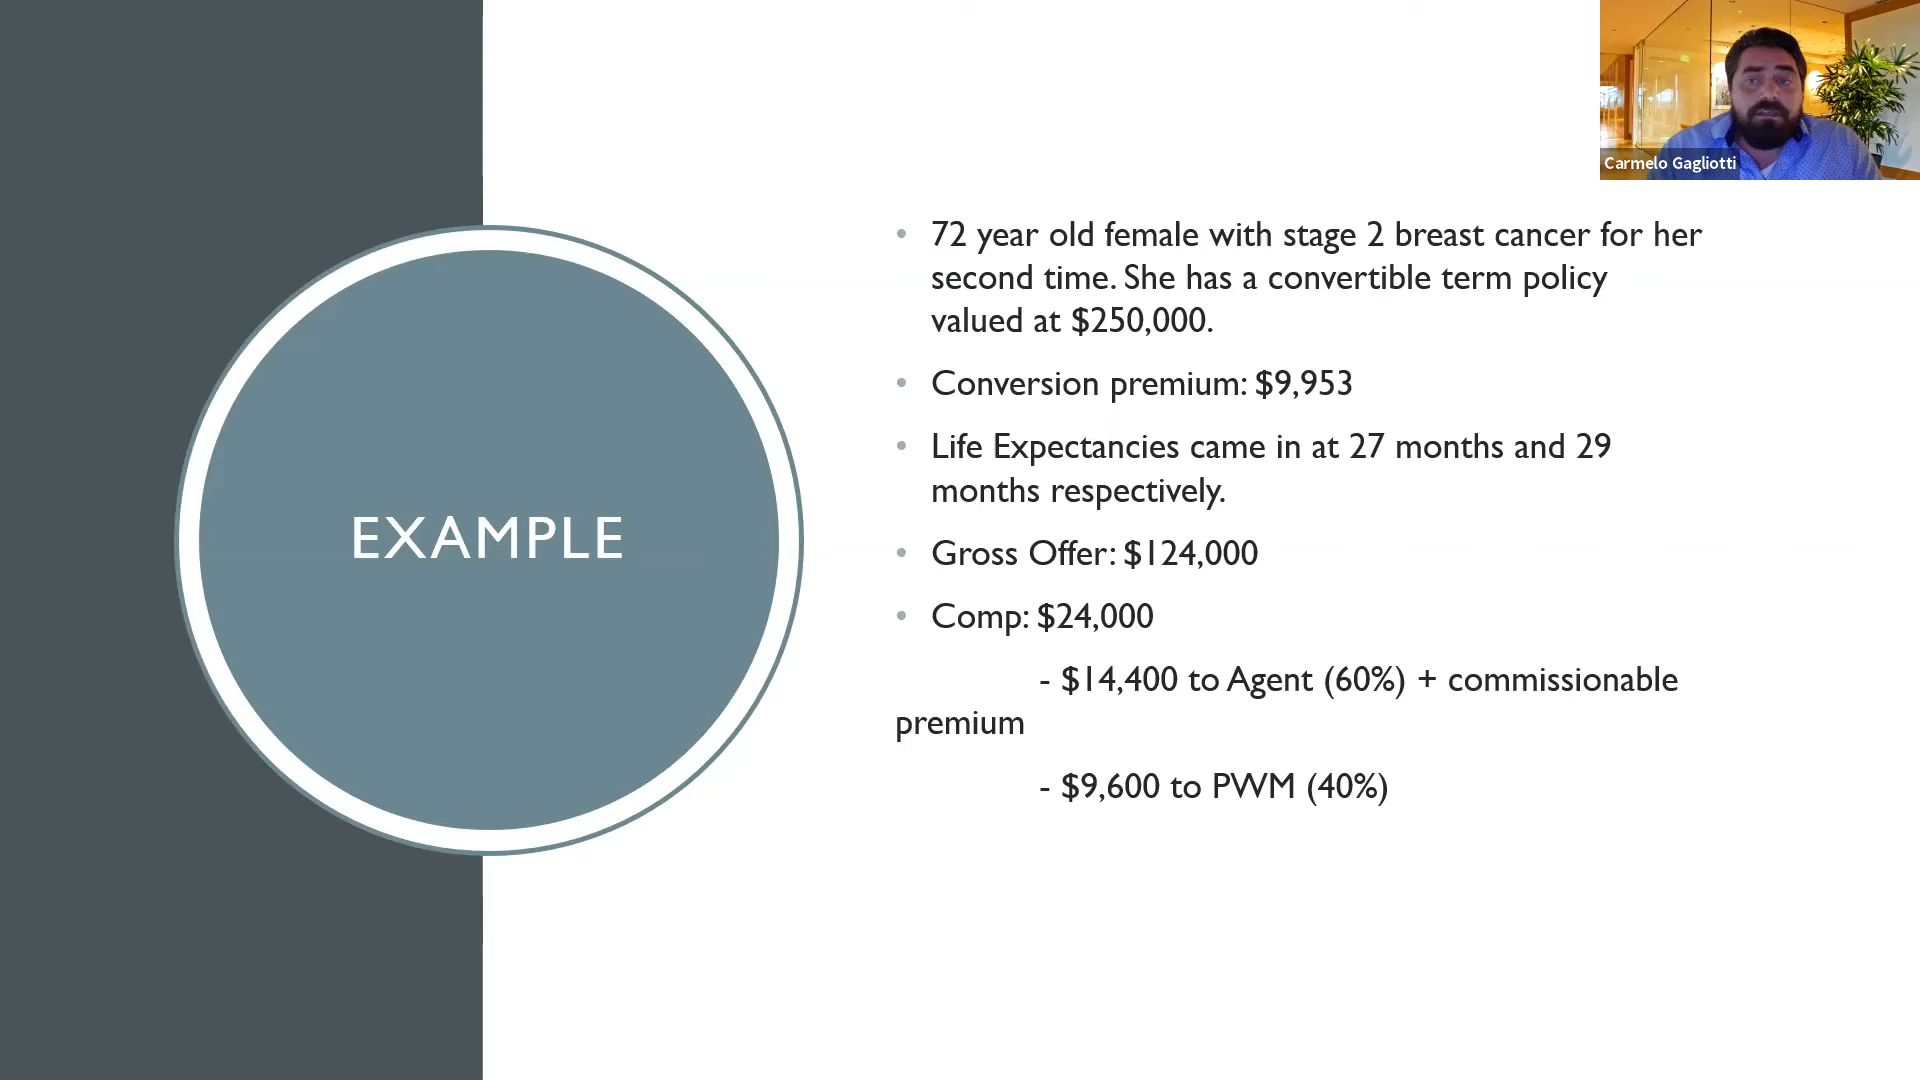 Carmelo Gagliotti
EXAMPLE
• 72 year old female with stage 2 breast cancer for her
second time. She has a convertible term policy
valued at $250,000.
• Conversion premium: $9,953
• Life Expectancies came in at 27 months and 29
months respectively.
• Gross Offer: $124,000
• Comp: $24,000
- $14,400 to Agent (60%) + commissionable
premium
- $9,600 to PWM (40%)